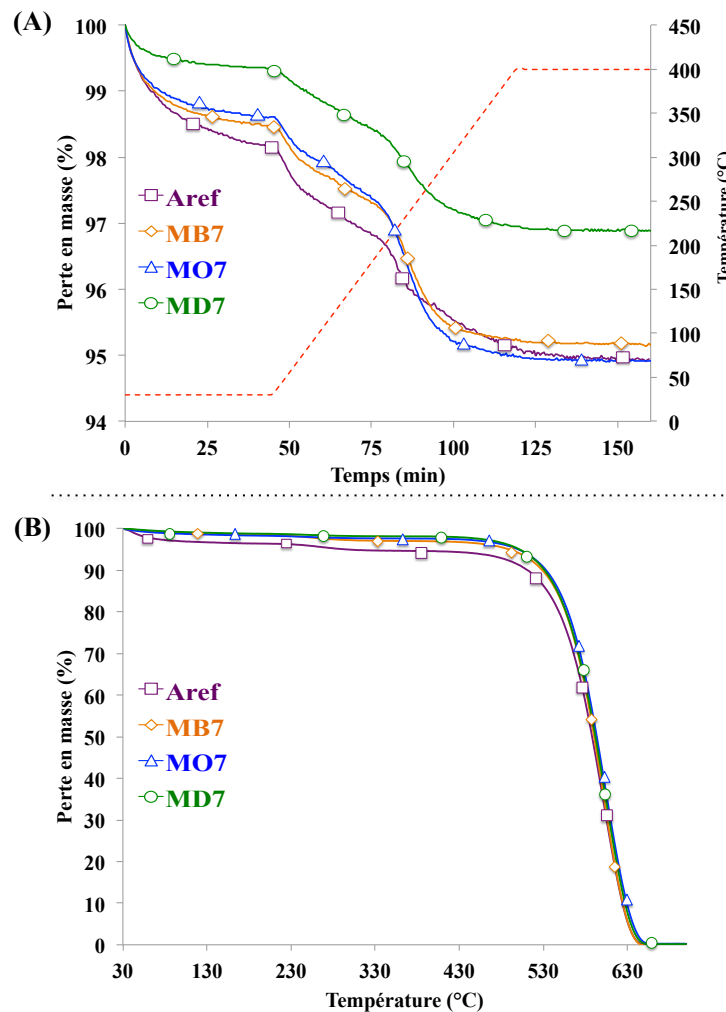 (A)
Perte en masse (%)
100
99
98
97
96
95
94
Aref
MB7
MO7
MD7
450
400
350
300
250
200
150
100
50
0
Température (°C)
0 25 50 75 100 125 150
Temps (min)
(B)
Perte en masse (%)
100
90
80
70
60
50
40
30
20
10
0
Aref
MB7
MO7
MD7
30 130 230 330 430 530 630
Température (°C)